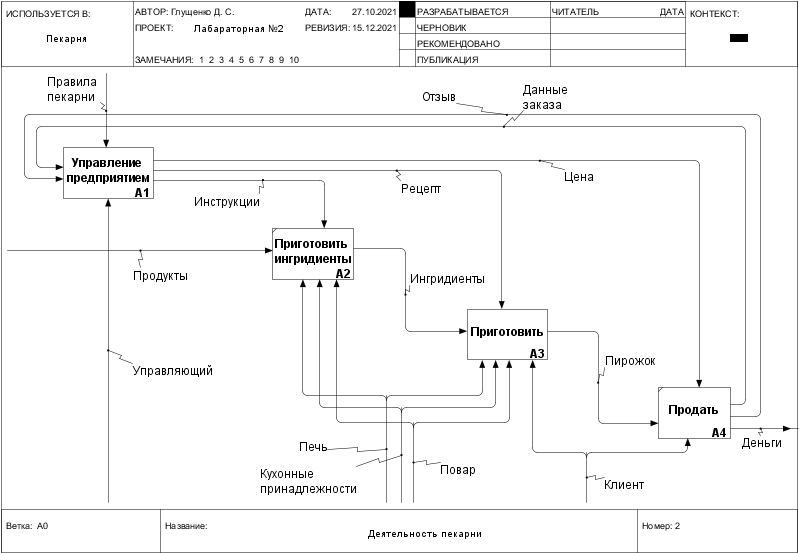 ИСПОЛЬЗУЕТСЯ В:
Пекарня
АВТОР: Глущеню Д. С.
ДАТА: 27.10.2021
ПРОЕКТ: Лабараторная №2
РЕВИЗИЯ: 15.12.2021
ЗАМЕЧАНИЯ: 1 2 3 4 5 6 7 8 9 10
РАЗРАБАТЫВАЕТСЯ
ЧЕРНОВИК
РЕКОМЕНДОВАНО
ПУБЛИКАЦИЯ
ЧИТАТЕЛЬ
ДАТА
КОНТЕКСТ:
Правила
пекарни
Отзыв
Данные
заказа
Управление
предприятием
A1
Цена
Рецепт
Инструкции
Приготовить
ингридиенты
A2
Продукты
Ингридиенты
Приготовить
A3
Управляющий
Пирожок
Продать
A4
Деньги
Печь
Кухонные
принадлежности
Повар
Клиент
Ветка: A0
Название:
Деятельность пекарни
Номер: 2